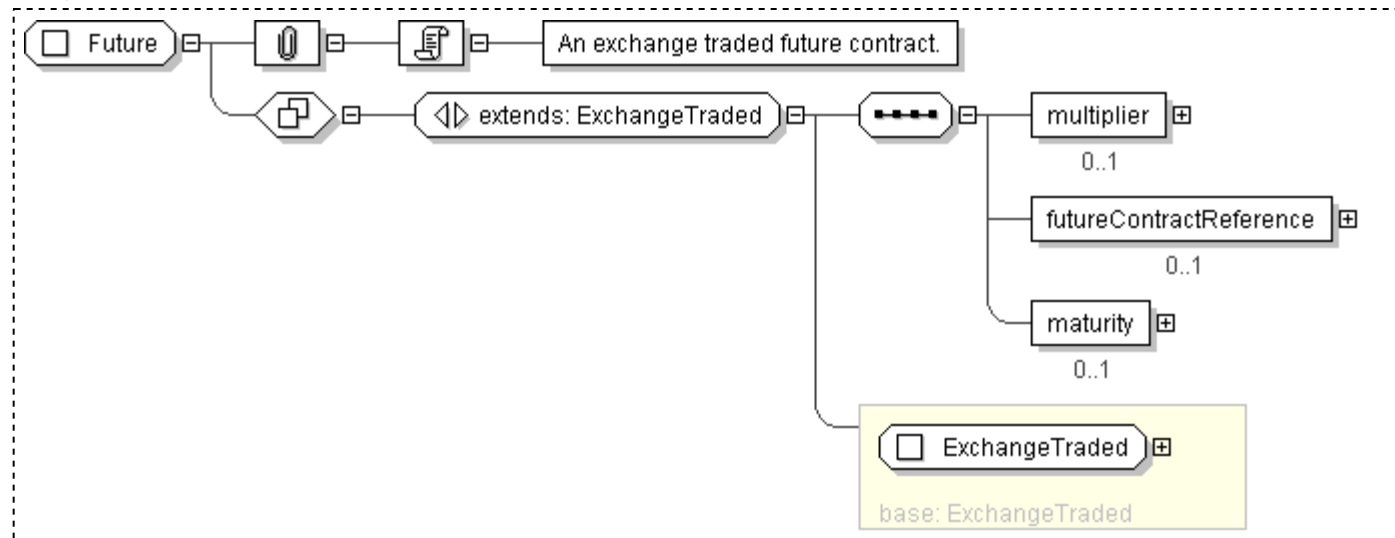 Future
An exchange traded future contract.
extends: ExchangeTraded
multiplier
0..1
futureContractReference
0..1
maturity
0..1
ExchangeTraded
base: ExchangeTraded